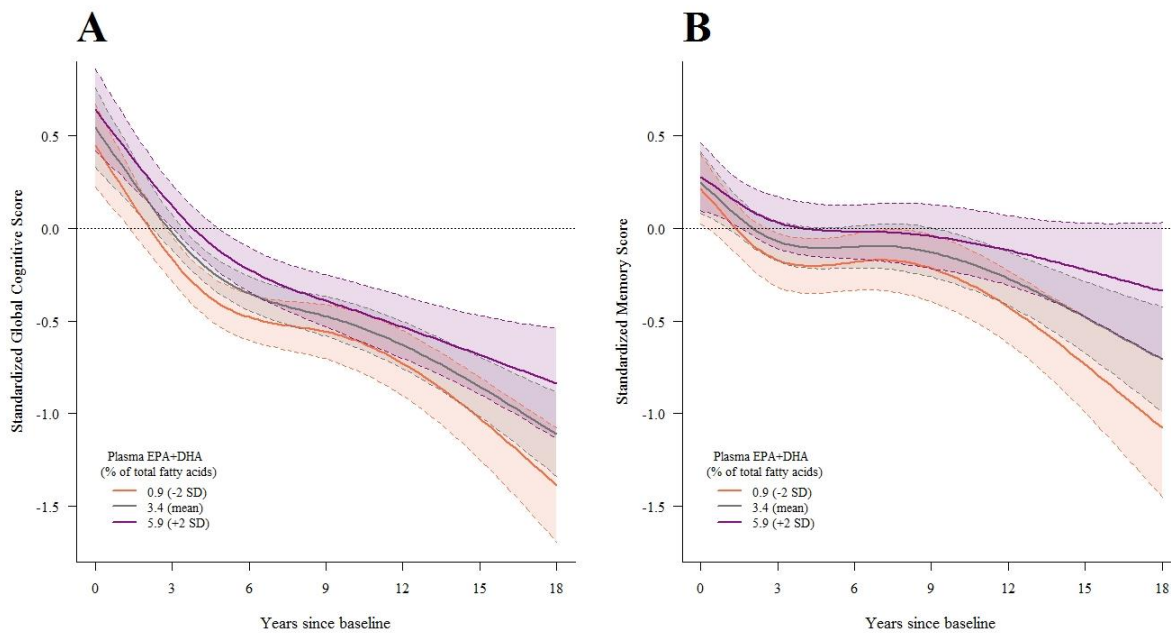 A
Standardized Global Cognitive Score
0.5
0.0
-0.5
-1.0
-1.5
Plasma EPA+DHA
(% of total fatty acids)
0.9 (-2 SD)
3.4 (mean)
5.9 (+2 SD)
0 3 6 9 12 15 18
Years since baseline
B
Standardized Memory Score
0.5
0.0
-0.5
-1.0
-1.5
Plasma EPA+DHA
(% of total fatty acids)
0.9 (-2 SD)
3.4 (mean)
5.9 (+2 SD)
0 3 6 9 12 15 18
Years since baseline